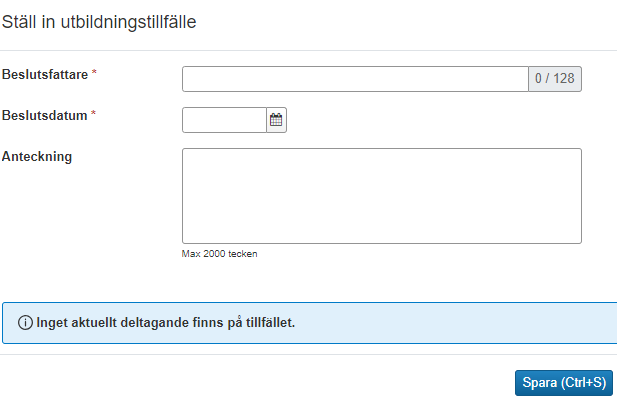 Ställ in utbildningstillfälle
Beslutsfattare *
0 / 128
Beslutsdatum *
Anteckning
Max 2000 tecken
Inget aktuellt deltagande finns på tillfället.
Spara (Ctrl+S)